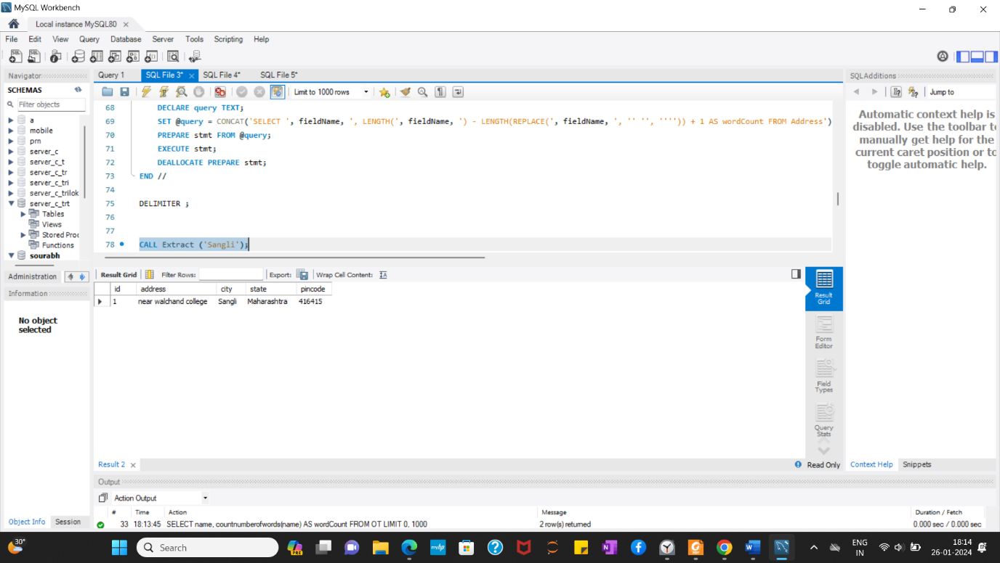 MySQL Workbench
Local instance MySQL80
File Edit View Query Database Server Tools Scripting Help
Navigator
SCHEMAS
Filter objects
a
mobile
prn
server_c
server_c_t
server_c_tr
server_c_tri
server_c_trilok
server_c_trt
Tables
Views
Stored Proc
Functions
sourabh
Administration
Information
No object
selected
Object Info Session
Query 1 SQL File 3* SQL File 4* SQL File 5*
Limit to 1000 rows
68 DECLARE query TEXT;
69 SET @query = CONCAT('SELECT ', fieldName, ', LENGTH(', fieldName, ') - LENGTH(REPLACE(', fieldName, ', '' '', '''')) + 1 AS wordCount FROM Address')
70 PREPARE stmt FROM @query;
71 EXECUTE stmt;
72 DEALLOCATE PREPARE stmt;
73 END //
74
75 DELIMITER ;
76
77
78 CALL Extract ('Sangli');
Result Grid Filter Rows: Export: Wrap Cell Content:
id address city state pincode
1 near walchand college Sangli Maharashtra 416415
Result
Grid
Form
Editor
Field
Types
Query
Stats
Result 2
Read Only
Output
Action Output
# Time Action Message Duration / Fetch
33 18:13:45 SELECT name, countnumberofwords(name) AS wordCount FROM OT LIMIT 0, 1000 2 row(s) returned 0.000 sec / 0.000 sec
SQLAdditions
Jump to
Automatic context help is
disabled. Use the toolbar to
manually get help for the
current caret position or to
toggle automatic help.
Context Help Snippets
30°
Search
PRE
myhp
ENG
IN
18:14
26-01-2024